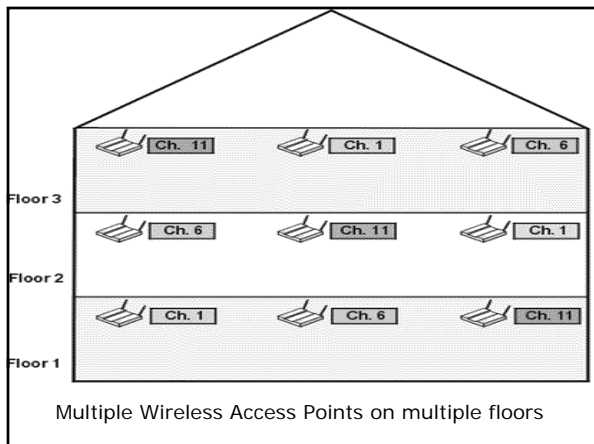 Ch. 11 Ch. 1 Ch. 6
Floor 3
Ch. 6 Ch. 11 Ch. 1
Floor 2
Ch. 1 Ch. 6 Ch. 11
Floor 1
Multiple Wireless Access Points on multiple floors